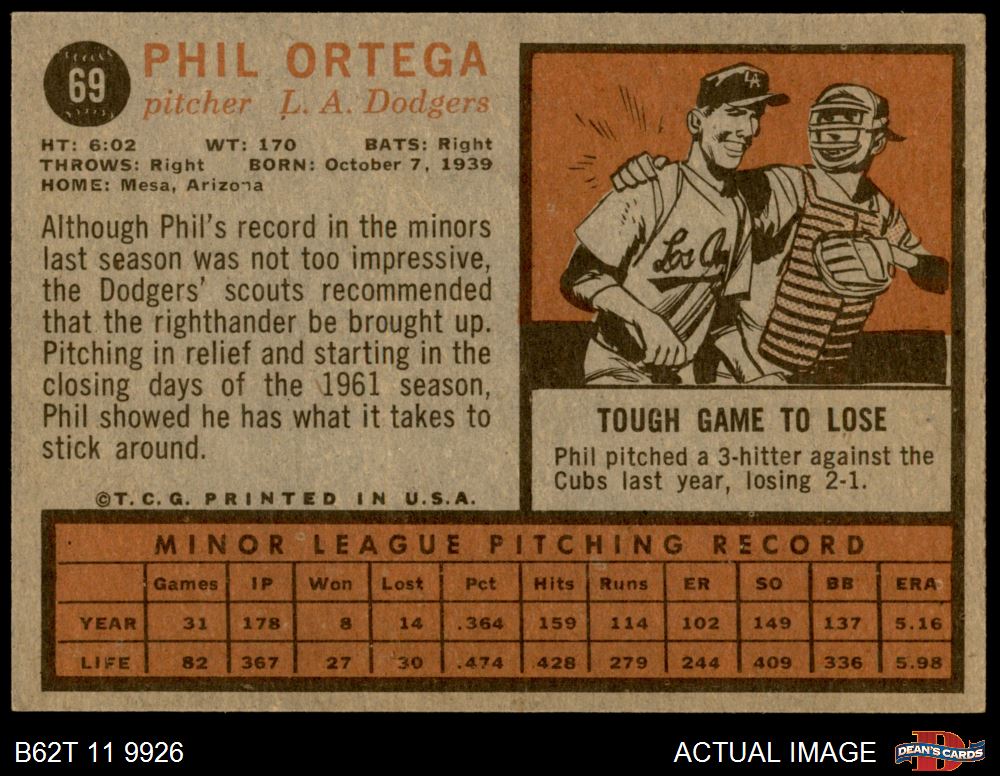 69
PHIL ORTEGA
pitcher L. A. Dodgers
HT: 6:02 WT: 170 BATS: Right
THROWS: Right BORN: October 7, 1939
HOME: Mesa, Arizona
Although Phil's record in the minors
last season was not too impressive,
the Dodgers' scouts recommended
that the righthander be brought up.
Pitching in relief and starting in the
closing days of the 1961 season,
Phil showed he has what it takes to
stick around.
©T.C.G. PRINTED IN U.S.A.
LA
Los An
TOUGH GAME TO LOSE
Phil pitched a 3-hitter against the
Cubs last year, losing 2-1.
MINOR LEAGUE PITCHING RECORD
Games IP Won Lost Pct Hits Runs ER SO BB ERA
YEAR 31 178 8 14 .364 159 114 102 149 137 5.16
LIFE 82 367 27 30 .474 428 279 244 409 336 5.98
B62T 11 9926
ACTUAL IMAGE
D
DEAN'S CARDS